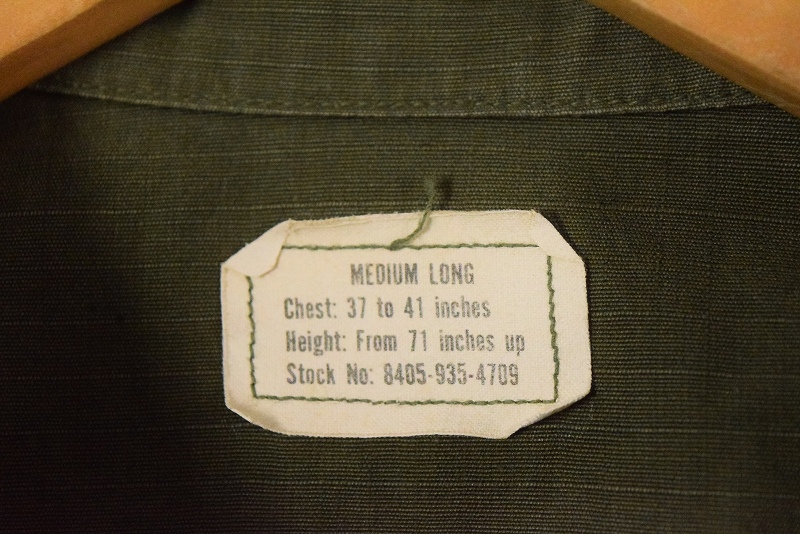 MEDIUM LONG
Chest: 37 to 41 inches
Height: From 71 inches up
Stock No: 8405-935-4709